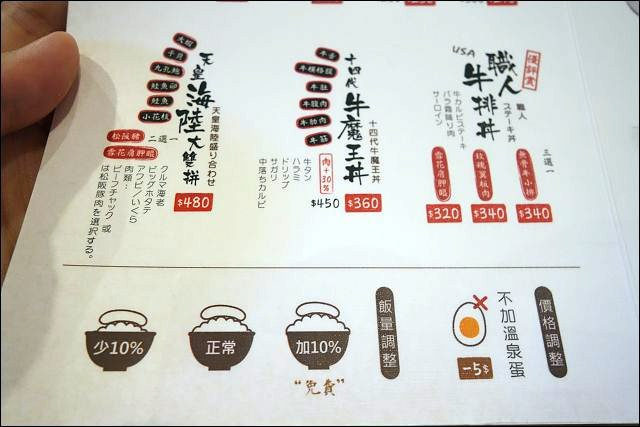 優評賞
職人
牛排丼
USA
職人
ステーキ丼
三選一
無骨牛小排
$340
玫瑰翼板肉
$340
雪花肩胛眼
$320
牛カルビステーキ
バラ霜降り肉
サーロイン
十四代
牛魔王丼
十四代牛魔王丼
$360
肉+30%
$450
牛舌
牛橫格膜
牛肚
牛腹肉
牛肋肉
牛筋
牛タン
ハラミ
ドリップ
サガリ
中落ちカルビ
天皇
海陸大雙拼
天皇海陸盛り合わせ
$480
大蝦
干貝
九孔鮑
鮭魚卵
鮭魚
小花枝
二選一
松阪豬
雪花肩胛眼
クルマ海老
ビッグホタテ
アワビ/いくら
肉類:
ビーフチャック 或
は松阪豚肉を選択する。
價格調整
不加溫泉蛋
-5$
飯量調整
加10%
"免費"
正常
少10%